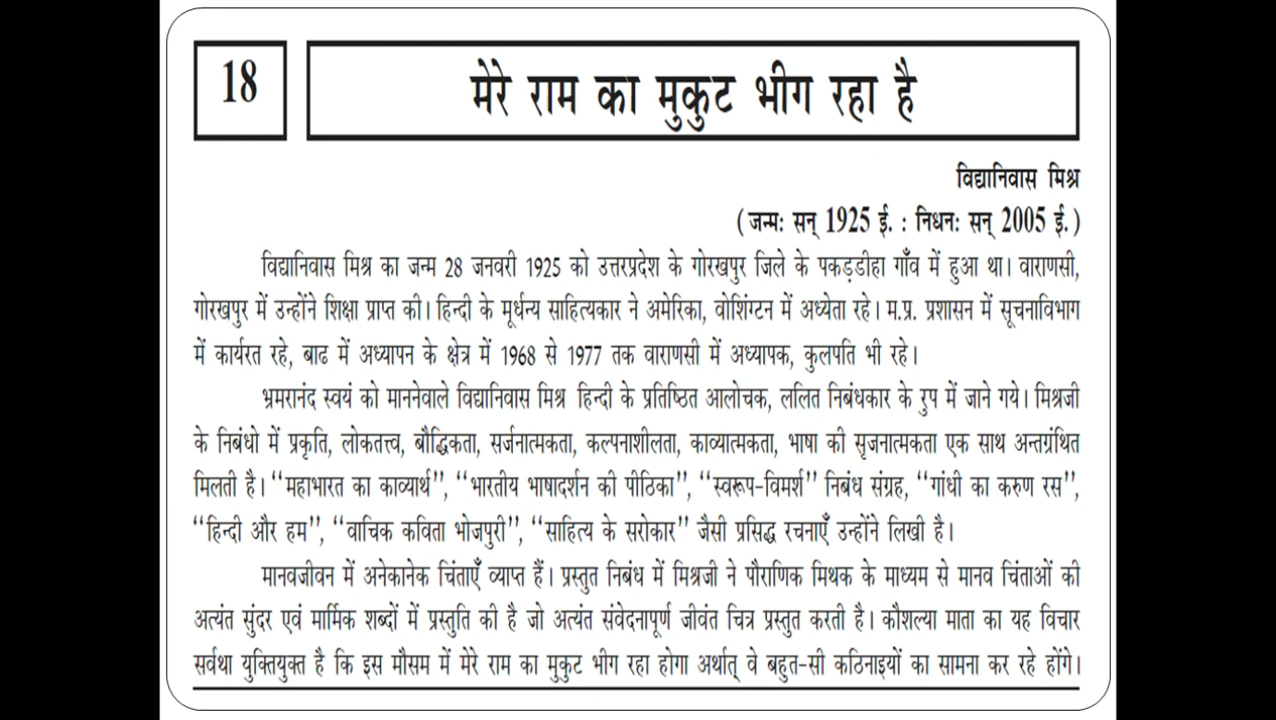 18
मेरे राम का मुकुट भीग रहा है
विद्यानिवास मिश्र
(जन्म: सन् 1925 ई. : निधन: सन् 2005 ई.)
विद्यानिवास मिश्र का जन्म 28 जनवरी 1925 को उत्तरप्रदेश के गोरखपुर जिले के पकड़डीहा गाँव में हुआ था। वाराणसी,
गोरखपुर में उन्होंने शिक्षा प्राप्त की। हिन्दी के मूर्धन्य साहित्यकार ने अमेरिका, वोशिंग्टन में अध्येता रहे। म.प्र. प्रशासन में सूचनाविभाग
में कार्यरत रहे, बाढ में अध्यापन के क्षेत्र में 1968 से 1977 तक वाराणसी में अध्यापक, कुलपति भी रहे।
भ्रमरानंद स्वयं को माननेवाले विद्यानिवास मिश्र हिन्दी के प्रतिष्ठित आलोचक, ललित निबंधकार के रुप में जाने गये। मिश्रजी
के निबंधो में प्रकृति, लोकतत्त्व, बौद्धिकता, सर्जनात्मकता, कल्पनाशीलता, काव्यात्मकता, भाषा की सृजनात्मकता एक साथ अन्तग्रंथित
मिलती है। “महाभारत का काव्यार्थ”, “भारतीय भाषादर्शन की पीठिका”, “स्वरूप-विमर्श” निबंध संग्रह, “गांधी का करुण रस”,
“हिन्दी और हम”, “वाचिक कविता भोजपुरी”, “साहित्य के सरोकार” जैसी प्रसिद्ध रचनाएँ उन्होंने लिखी है।
मानवजीवन में अनेकानेक चिंताएँ व्याप्त हैं। प्रस्तुत निबंध में मिश्रजी ने पौराणिक मिथक के माध्यम से मानव चिंताओं की
अत्यंत सुंदर एवं मार्मिक शब्दों में प्रस्तुति की है जो अत्यंत संवेदनापूर्ण जीवंत चित्र प्रस्तुत करती है। कौशल्या माता का यह विचार
सर्वथा युक्तियुक्त है कि इस मौसम में मेरे राम का मुकुट भीग रहा होगा अर्थात् वे बहुत-सी कठिनाइयों का सामना कर रहे होंगे।